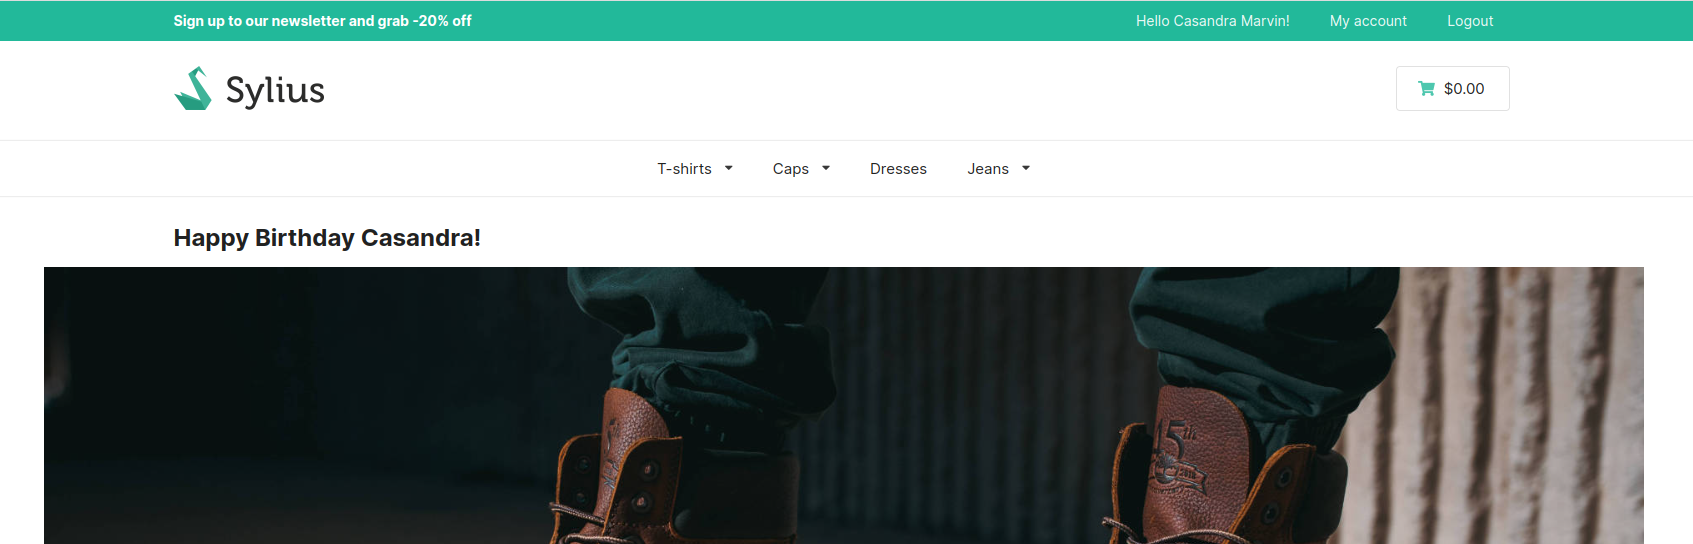 Sign up to our newsletter and grab -20% off
Hello Casandra Marvin! My account Logout
Sylius
$0.00
T-shirts Caps Dresses Jeans
Happy Birthday Casandra!
15th